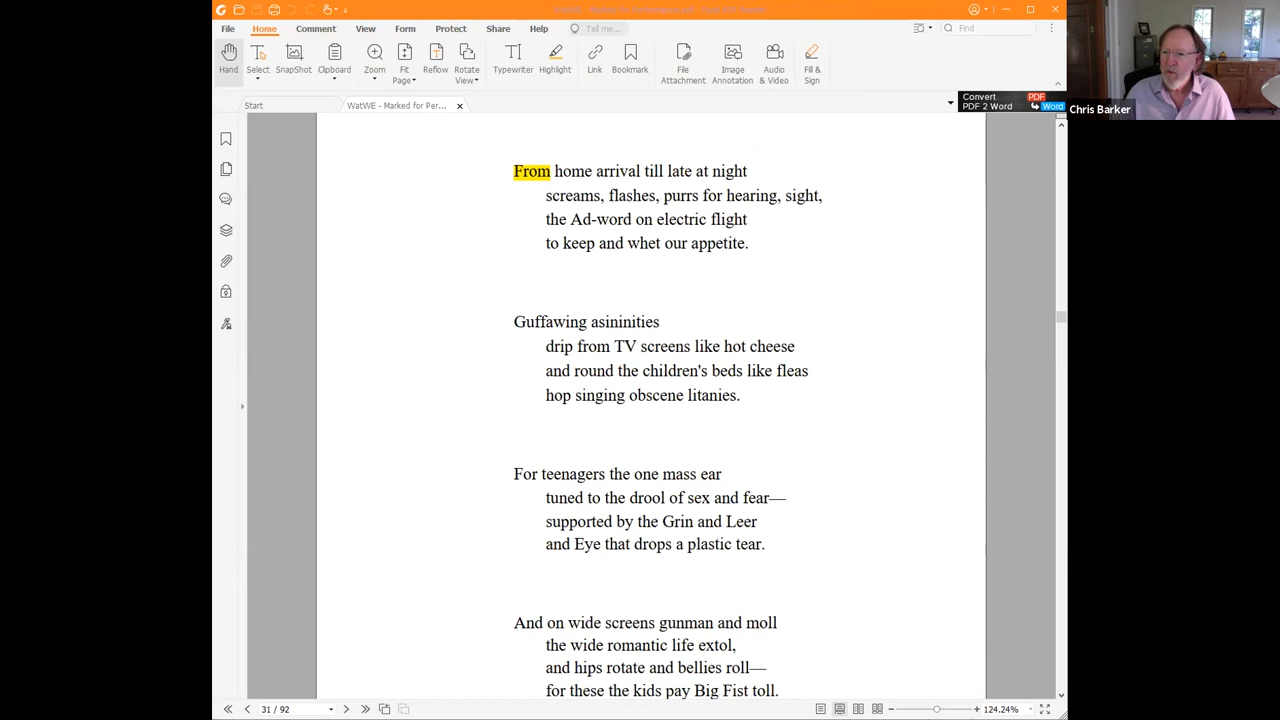 File Home Comment View Form Protect Share Help Tell me... Find
Hand Select SnapShot Clipboard Zoom Fit Page Reflow Rotate View Typewriter Highlight Link Bookmark File Attachment Image Annotation Audio & Video Fill & Sign
Start WatWE - Marked for Per... Convert PDF 2 Word PDF Word
Chris Barker
From home arrival till late at night
screams, flashes, purrs for hearing, sight,
the Ad-word on electric flight
to keep and whet our appetite.
Guffawing asininities
drip from TV screens like hot cheese
and round the children's beds like fleas
hop singing obscene litanies.
For teenagers the one mass ear
tuned to the drool of sex and fear—
supported by the Grin and Leer
and Eye that drops a plastic tear.
And on wide screens gunman and moll
the wide romantic life extol,
and hips rotate and bellies roll—
for these the kids pay Big Fist toll.
31 / 92 124.24%